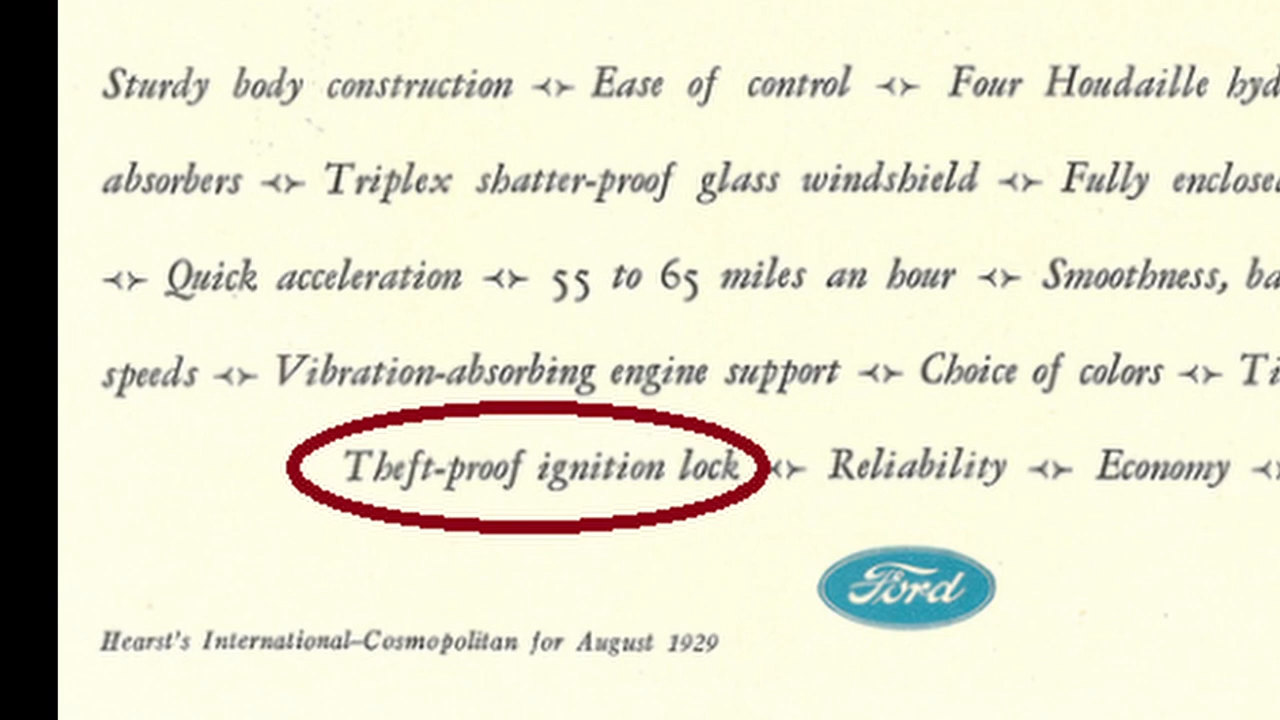 Sturdy body construction ⤙⤚ Ease of control ⤙⤚ Four Houdaille hyd
absorbers ⤙⤚ Triplex shatter-proof glass windshield ⤙⤚ Fully enclose
⤙⤚ Quick acceleration ⤙⤚ 55 to 65 miles an hour ⤙⤚ Smoothness, ba
speeds ⤙⤚ Vibration-absorbing engine support ⤙⤚ Choice of colors ⤙⤚ Ti
Theft-proof ignition lock ⤙⤚ Reliability ⤙⤚ Economy ⤙⤚
Ford
Hearst's International–Cosmopolitan for August 1929